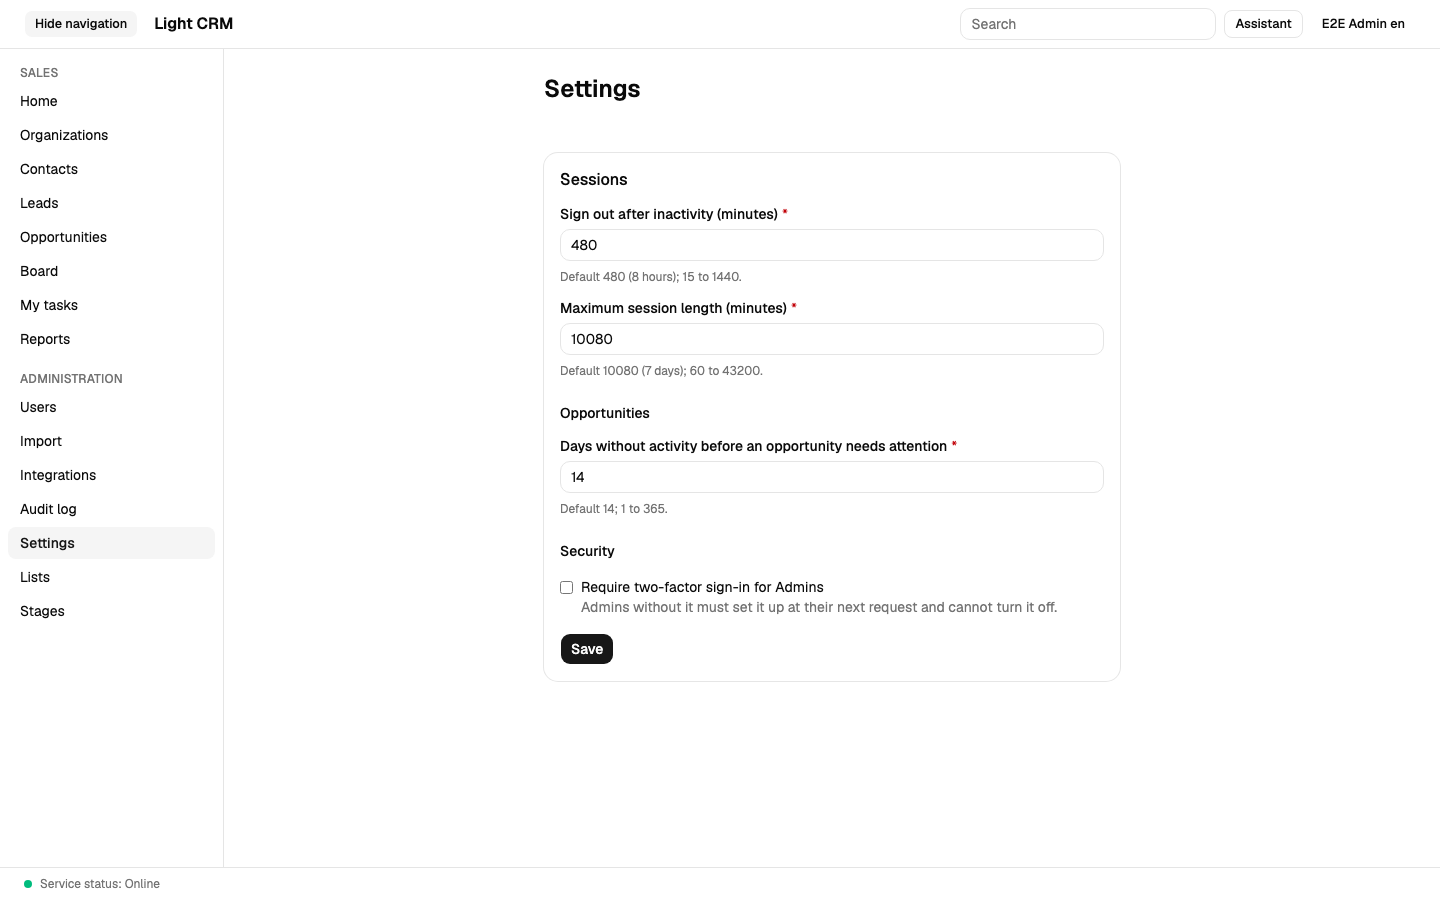 Hide navigation
Light CRM
Search
Assistant
E2E Admin en
SALES
Home
Organizations
Contacts
Leads
Opportunities
Board
My tasks
Reports
ADMINISTRATION
Users
Import
Integrations
Audit log
Settings
Lists
Stages
Settings
Sessions
Sign out after inactivity (minutes) *
480
Default 480 (8 hours); 15 to 1440.
Maximum session length (minutes) *
10080
Default 10080 (7 days); 60 to 43200.
Opportunities
Days without activity before an opportunity needs attention *
14
Default 14; 1 to 365.
Security
Require two-factor sign-in for Admins
Admins without it must set it up at their next request and cannot turn it off.
Save
Service status: Online